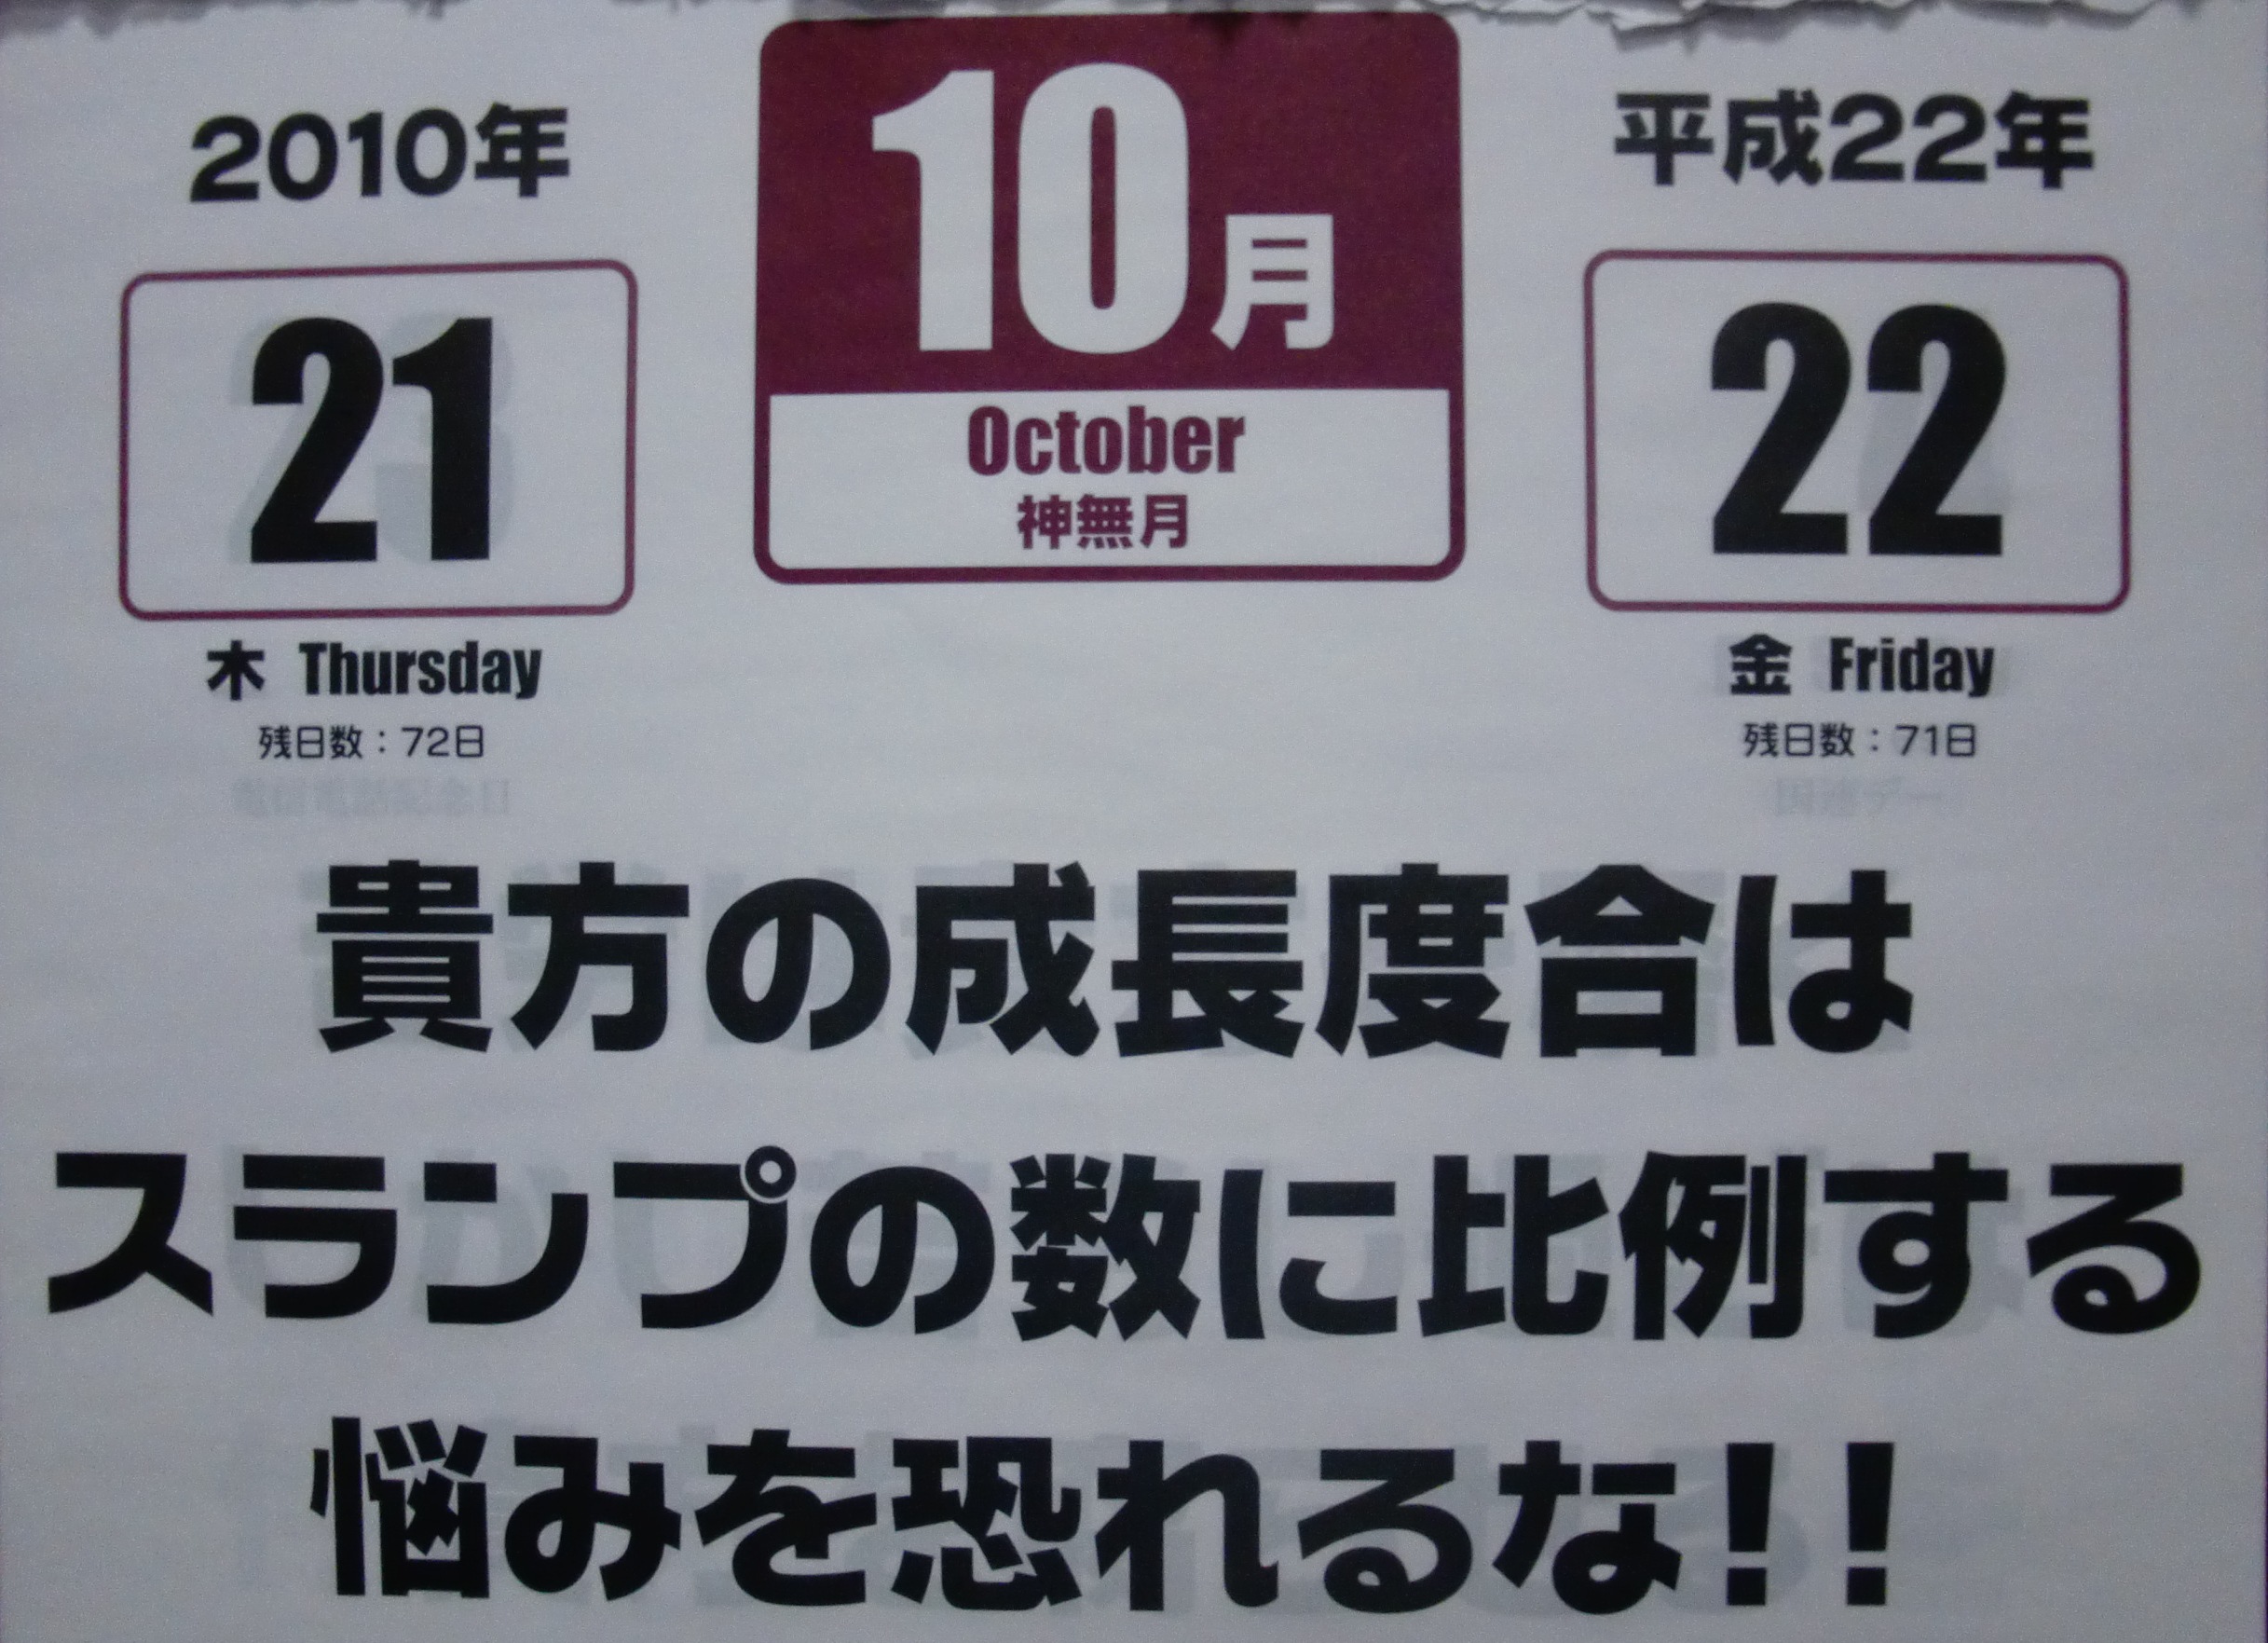 2010年
10月
平成22年
21
October
神無月
22
木 Thursday
金 Friday
残日数：72日
残日数：71日
貴方の成長度合は
スランプの数に比例する
悩みを恐れるな!!